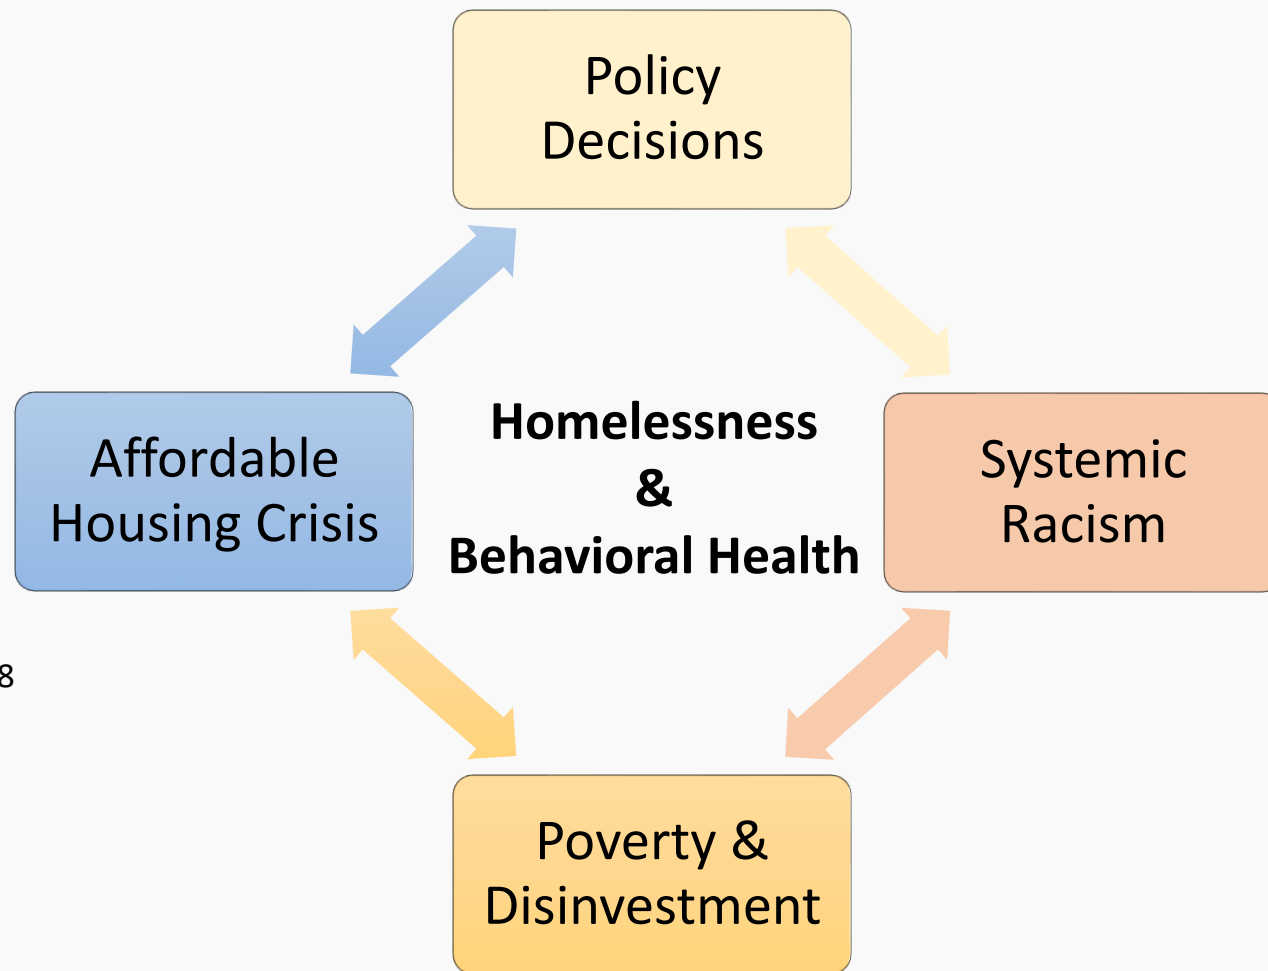 Policy
Decisions
Affordable
Housing Crisis
Homelessness
&
Behavioral Health
Systemic
Racism
8
Poverty &
Disinvestment